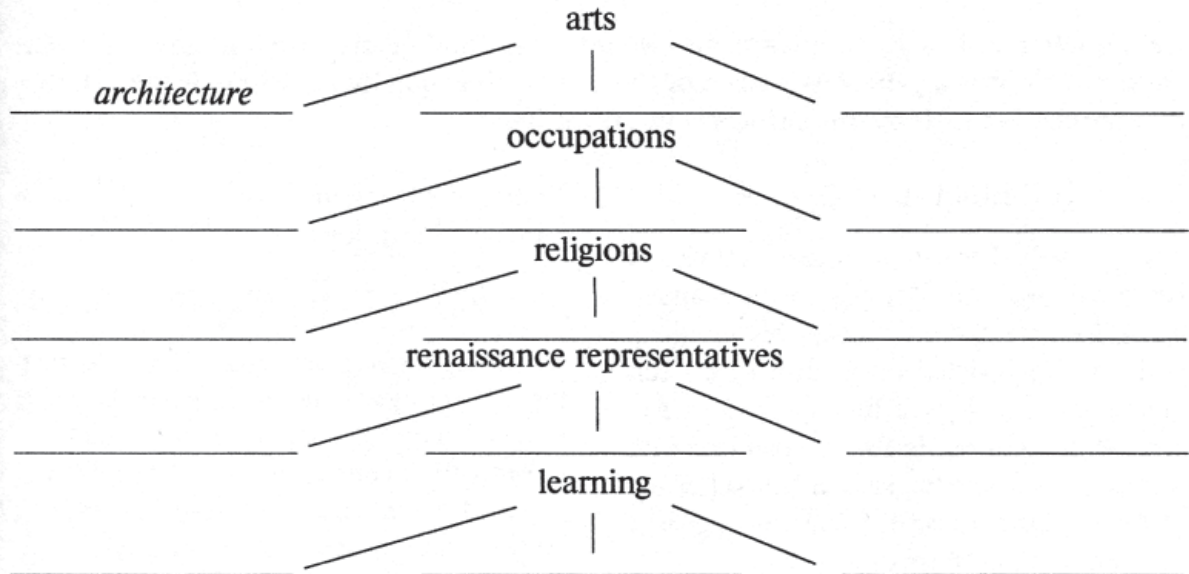 arts
architecture
occupations
religions
renaissance representatives
learning